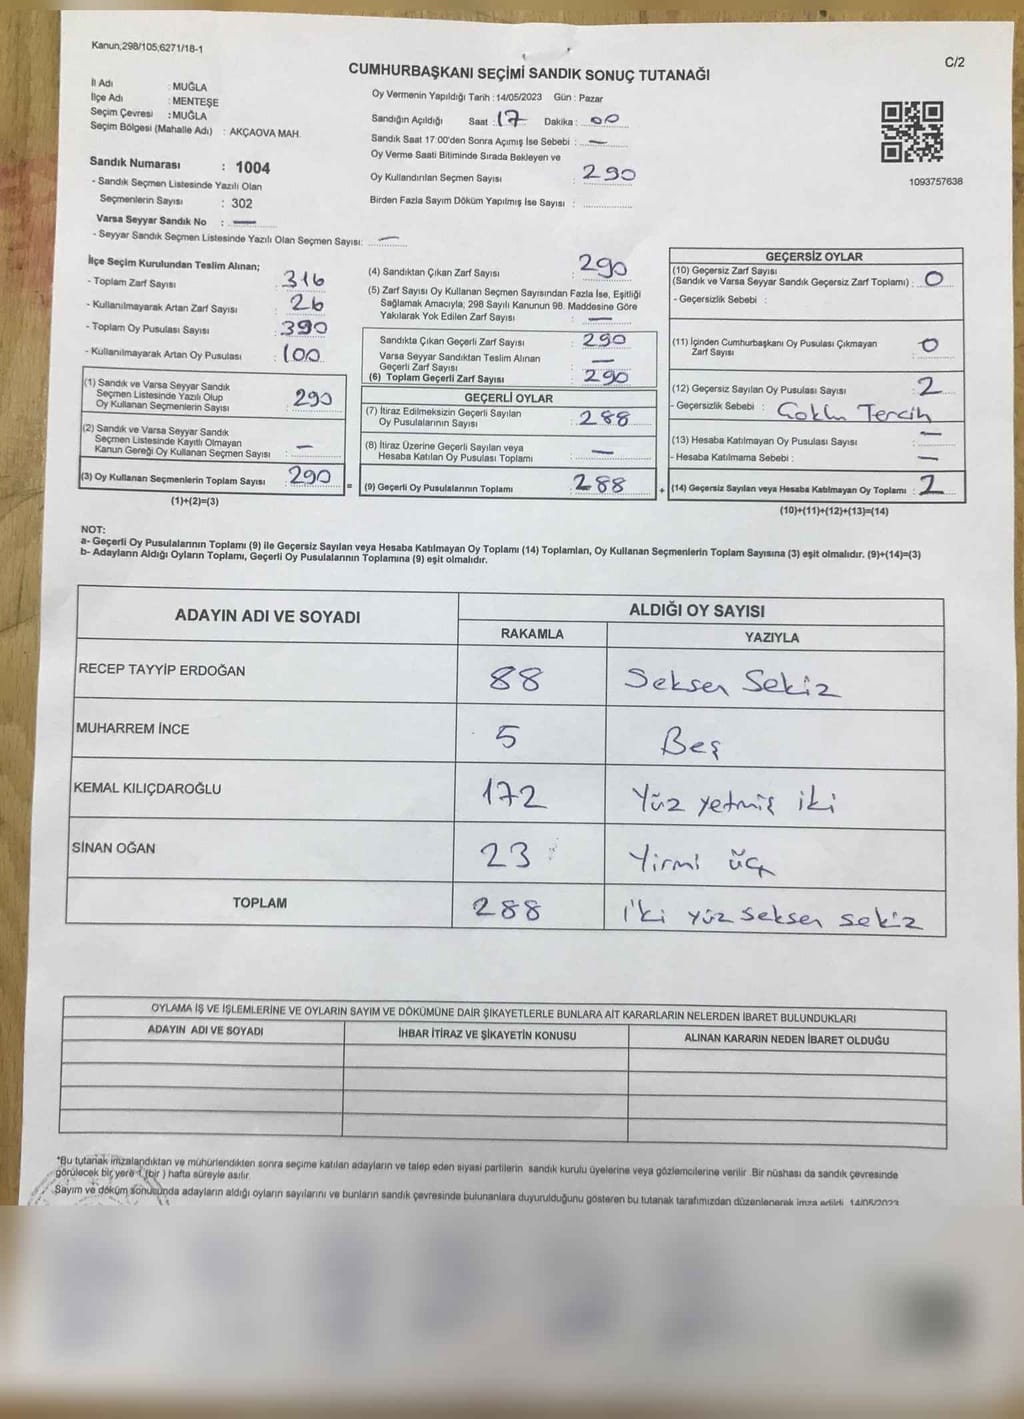 Kanun;298/105;6271/18-1
C/2
CUMHURBAŞKANI SEÇİMİ SANDIK SONUÇ TUTANAĞI
İl Adı : MUĞLA
İlçe Adı : MENTEŞE
Seçim Çevresi : MUĞLA
Seçim Bölgesi (Mahalle Adı) : AKÇAOVA MAH.
Sandık Numarası : 1004
- Sandık Seçmen Listesinde Yazılı Olan
Seçmenlerin Sayısı : 302
Varsa Seyyar Sandık No : —
- Seyyar Sandık Seçmen Listesinde Yazılı Olan Seçmen Sayısı: —
Oy Vermenin Yapıldığı Tarih : 14/05/2023 Gün : Pazar
Sandığın Açıldığı Saat : 17 Dakika : 00
Sandık Saat 17:00'den Sonra Açımış İse Sebebi : —
Oy Verme Saati Bitiminde Sırada Bekleyen ve
Oy Kullandırılan Seçmen Sayısı : 290
Birden Fazla Sayım Döküm Yapılmış İse Sayısı :
1093757638
İlçe Seçim Kurulundan Teslim Alınan;
- Toplam Zarf Sayısı : 316
- Kullanılmayarak Artan Zarf Sayısı : 26
- Toplam Oy Pusulası Sayısı : 390
- Kullanılmayarak Artan Oy Pusulası : 100
(1) Sandık ve Varsa Seyyar Sandık
Seçmen Listesinde Yazılı Olup
Oy Kullanan Seçmenlerin Sayısı : 290
(2) Sandık ve Varsa Seyyar Sandık
Seçmen Listesinde Kayıtlı Olmayan
Kanun Gereği Oy Kullanan Seçmen Sayısı : —
(3) Oy Kullanan Seçmenlerin Toplam Sayısı : 290
(1)+(2)=(3)
(4) Sandıktan Çıkan Zarf Sayısı : 290
(5) Zarf Sayısı Oy Kullanan Seçmen Sayısından Fazla İse, Eşitliği
Sağlamak Amacıyla; 298 Sayılı Kanunun 98. Maddesine Göre
Yakılarak Yok Edilen Zarf Sayısı : —
Sandıkta Çıkan Geçerli Zarf Sayısı : 290
Varsa Seyyar Sandıktan Teslim Alınan
Geçerli Zarf Sayısı : —
(6) Toplam Geçerli Zarf Sayısı : 290
GEÇERLİ OYLAR
(7) İtiraz Edilmeksizin Geçerli Sayılan
Oy Pusulalarının Sayısı : 288
(8) İtiraz Üzerine Geçerli Sayılan veya
Hesaba Katılan Oy Pusulası Toplamı : —
= (9) Geçerli Oy Pusulalarının Toplamı : 288
GEÇERSİZ OYLAR
(10) Geçersiz Zarf Sayısı
(Sandık ve Varsa Seyyar Sandık Geçersiz Zarf Toplamı) : 0
- Geçersizlik Sebebi :
(11) İçinden Cumhurbaşkanı Oy Pusulası Çıkmayan
Zarf Sayısı : 0
(12) Geçersiz Sayılan Oy Pusulası Sayısı : 2
- Geçersizlik Sebebi : Çoklu Tercih
(13) Hesaba Katılmayan Oy Pusulası Sayısı : —
- Hesaba Katılmama Sebebi : —
+ (14) Geçersiz Sayılan veya Hesaba Katılmayan Oy Toplamı : 2
(10)+(11)+(12)+(13)=(14)
NOT:
a- Geçerli Oy Pusulalarının Toplamı (9) ile Geçersiz Sayılan veya Hesaba Katılmayan Oy Toplamı (14) Toplamları, Oy Kullanan Seçmenlerin Toplam Sayısına (3) eşit olmalıdır. (9)+(14)=(3)
b- Adayların Aldığı Oyların Toplamı, Geçerli Oy Pusulalarının Toplamına (9) eşit olmalıdır.
ADAYIN ADI VE SOYADI ALDIĞI OY SAYISI
RAKAMLA YAZIYLA
RECEP TAYYİP ERDOĞAN 88 Seksen Sekiz
MUHARREM İNCE 5 Beş
KEMAL KILIÇDAROĞLU 172 Yüz yetmiş iki
SİNAN OĞAN 23 Yirmi üç
TOPLAM 288 iki yüz seksen sekiz
OYLAMA İŞ VE İŞLEMLERİNE VE OYLARIN SAYIM VE DÖKÜMÜNE DAİR ŞİKAYETLERLE BUNLARA AİT KARARLARIN NELERDEN İBARET BULUNDUKLARI
ADAYIN ADI VE SOYADI İHBAR İTİRAZ VE ŞİKAYETİN KONUSU ALINAN KARARIN NEDEN İBARET OLDUĞU
*Bu tutanak imzalandıktan ve mühürlendikten sonra seçime katılan adayların ve talep eden siyasi partilerin sandık kurulu üyelerine veya gözlemcilerine verilir. Bir nüshası da sandık çevresinde
görülecek bir yere 1 (bir ) hafta süreyle asılır.
Sayım ve döküm sonucunda adayların aldığı oyların sayılarını ve bunların sandık çevresinde bulunanlara duyurulduğunu gösteren bu tutanak tarafımızdan düzenlenerek imza edildi. 14/05/2023